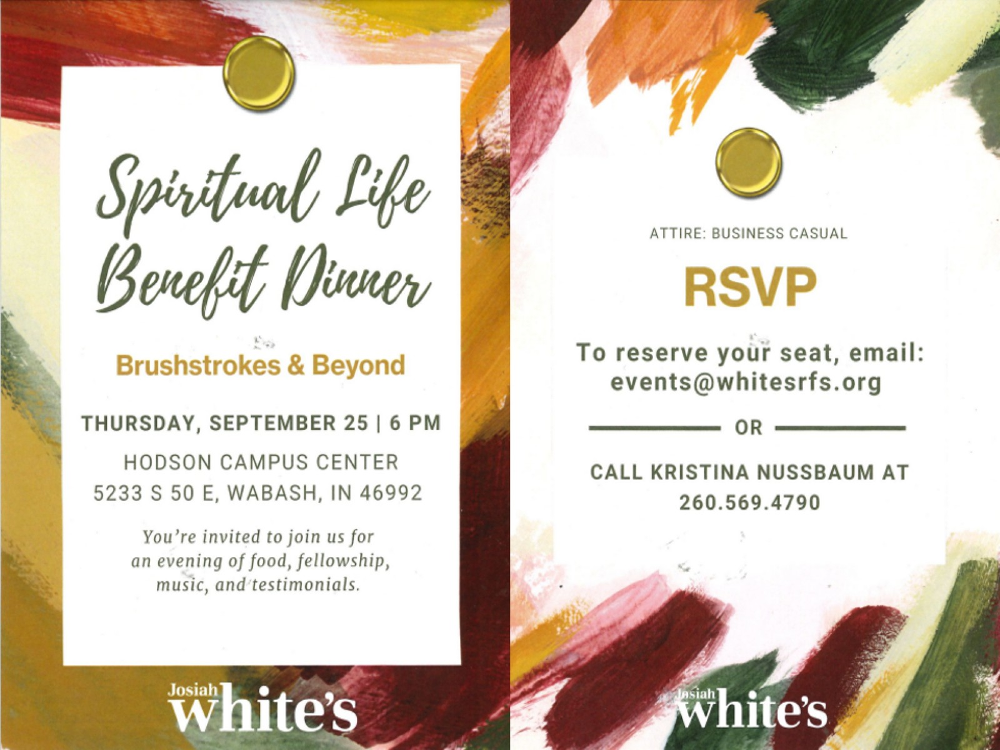 Spiritual Life
Benefit Dinner
Brushstrokes & Beyond
THURSDAY, SEPTEMBER 25 | 6 PM
HODSON CAMPUS CENTER
5233 S 50 E, WABASH, IN 46992
You're invited to join us for
an evening of food, fellowship,
music, and testimonials.
Josiah
White's
ATTIRE: BUSINESS CASUAL
RSVP
To reserve your seat, email:
events@whitesrfs.org
OR
CALL KRISTINA NUSSBAUM AT
260.569.4790
Josiah
White's